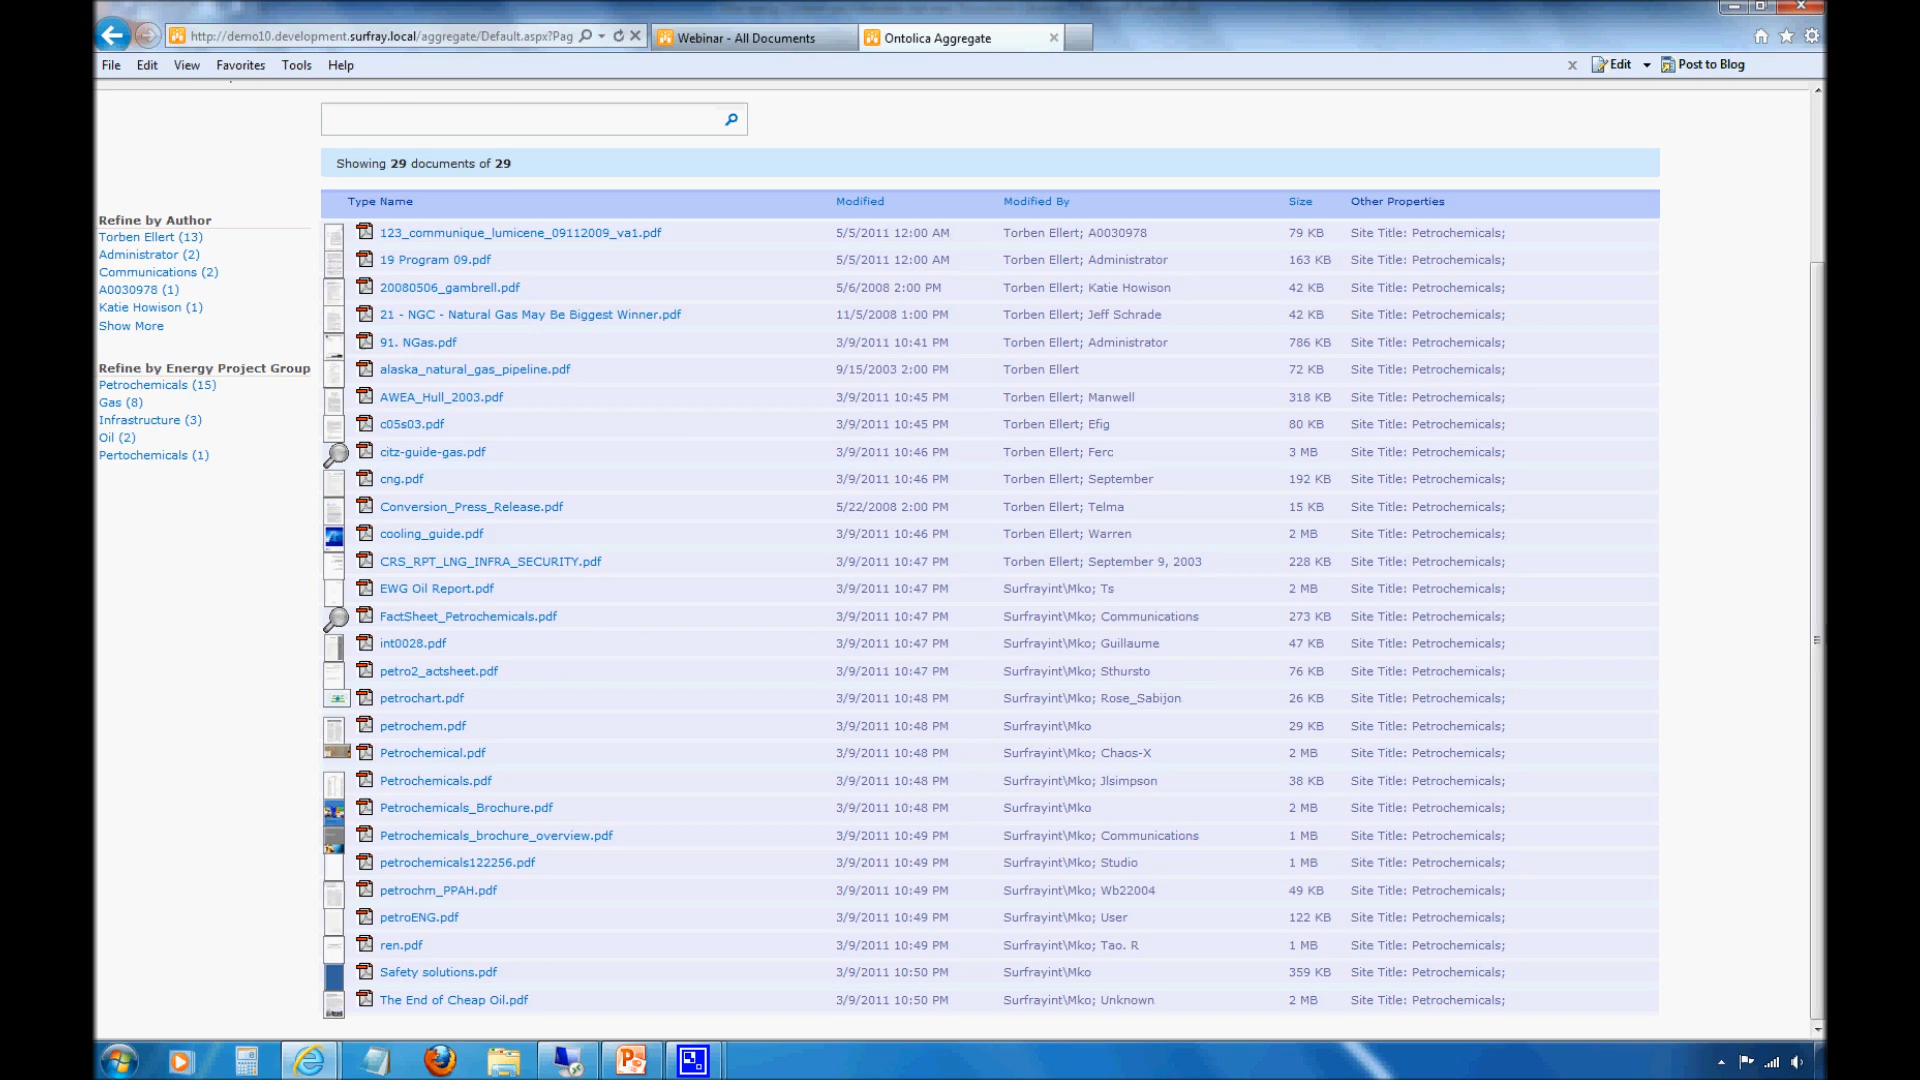 http://demo10.development.surfray.local/aggregate/Default.aspx?Pag
Webinar - All Documents
Ontolica Aggregate
File Edit View Favorites Tools Help
Edit Post to Blog
Showing 29 documents of 29
Type Name Modified Modified By Size Other Properties
Refine by Author
Torben Ellert (13)
Administrator (2)
Communications (2)
A0030978 (1)
Katie Howison (1)
Show More
Refine by Energy Project Group
Petrochemicals (15)
Gas (8)
Infrastructure (3)
Oil (2)
Pertochemicals (1)
123_communique_lumicene_09112009_va1.pdf 5/5/2011 12:00 AM Torben Ellert; A0030978 79 KB Site Title: Petrochemicals;
19 Program 09.pdf 5/5/2011 12:00 AM Torben Ellert; Administrator 163 KB Site Title: Petrochemicals;
20080506_gambrell.pdf 5/6/2008 2:00 PM Torben Ellert; Katie Howison 42 KB Site Title: Petrochemicals;
21 - NGC - Natural Gas May Be Biggest Winner.pdf 11/5/2008 1:00 PM Torben Ellert; Jeff Schrade 42 KB Site Title: Petrochemicals;
91. NGas.pdf 3/9/2011 10:41 PM Torben Ellert; Administrator 786 KB Site Title: Petrochemicals;
alaska_natural_gas_pipeline.pdf 9/15/2003 2:00 PM Torben Ellert 72 KB Site Title: Petrochemicals;
AWEA_Hull_2003.pdf 3/9/2011 10:45 PM Torben Ellert; Manwell 318 KB Site Title: Petrochemicals;
c05s03.pdf 3/9/2011 10:45 PM Torben Ellert; Efig 80 KB Site Title: Petrochemicals;
citz-guide-gas.pdf 3/9/2011 10:46 PM Torben Ellert; Ferc 3 MB Site Title: Petrochemicals;
cng.pdf 3/9/2011 10:46 PM Torben Ellert; September 192 KB Site Title: Petrochemicals;
Conversion_Press_Release.pdf 5/22/2008 2:00 PM Torben Ellert; Telma 15 KB Site Title: Petrochemicals;
cooling_guide.pdf 3/9/2011 10:46 PM Torben Ellert; Warren 2 MB Site Title: Petrochemicals;
CRS_RPT_LNG_INFRA_SECURITY.pdf 3/9/2011 10:47 PM Torben Ellert; September 9, 2003 228 KB Site Title: Petrochemicals;
EWG Oil Report.pdf 3/9/2011 10:47 PM Surfrayint\Mko; Ts 2 MB Site Title: Petrochemicals;
FactSheet_Petrochemicals.pdf 3/9/2011 10:47 PM Surfrayint\Mko; Communications 273 KB Site Title: Petrochemicals;
int0028.pdf 3/9/2011 10:47 PM Surfrayint\Mko; Guillaume 47 KB Site Title: Petrochemicals;
petro2_actsheet.pdf 3/9/2011 10:47 PM Surfrayint\Mko; Sthursto 76 KB Site Title: Petrochemicals;
petrochart.pdf 3/9/2011 10:48 PM Surfrayint\Mko; Rose_Sabijon 26 KB Site Title: Petrochemicals;
petrochem.pdf 3/9/2011 10:48 PM Surfrayint\Mko 29 KB Site Title: Petrochemicals;
Petrochemical.pdf 3/9/2011 10:48 PM Surfrayint\Mko; Chaos-X 2 MB Site Title: Petrochemicals;
Petrochemicals.pdf 3/9/2011 10:48 PM Surfrayint\Mko; Jlsimpson 38 KB Site Title: Petrochemicals;
Petrochemicals_Brochure.pdf 3/9/2011 10:48 PM Surfrayint\Mko 2 MB Site Title: Petrochemicals;
Petrochemicals_brochure_overview.pdf 3/9/2011 10:49 PM Surfrayint\Mko; Communications 1 MB Site Title: Petrochemicals;
petrochemicals122256.pdf 3/9/2011 10:49 PM Surfrayint\Mko; Studio 1 MB Site Title: Petrochemicals;
petrochm_PPAH.pdf 3/9/2011 10:49 PM Surfrayint\Mko; Wb22004 49 KB Site Title: Petrochemicals;
petroENG.pdf 3/9/2011 10:49 PM Surfrayint\Mko; User 122 KB Site Title: Petrochemicals;
ren.pdf 3/9/2011 10:49 PM Surfrayint\Mko; Tao. R 1 MB Site Title: Petrochemicals;
Safety solutions.pdf 3/9/2011 10:50 PM Surfrayint\Mko 359 KB Site Title: Petrochemicals;
The End of Cheap Oil.pdf 3/9/2011 10:50 PM Surfrayint\Mko; Unknown 2 MB Site Title: Petrochemicals;